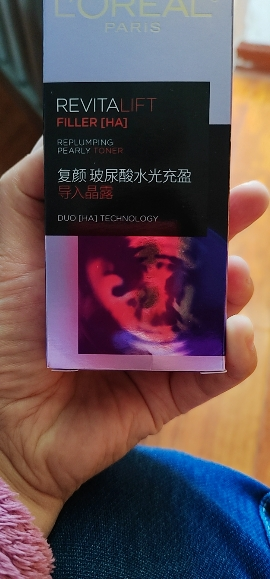 L'ORÉAL
PARIS
REVITALIFT
FILLER [HA]
REPLUMPING
PEARLY TONER
复颜 玻尿酸水光充盈
导入晶露
DUO [HA] TECHNOLOGY